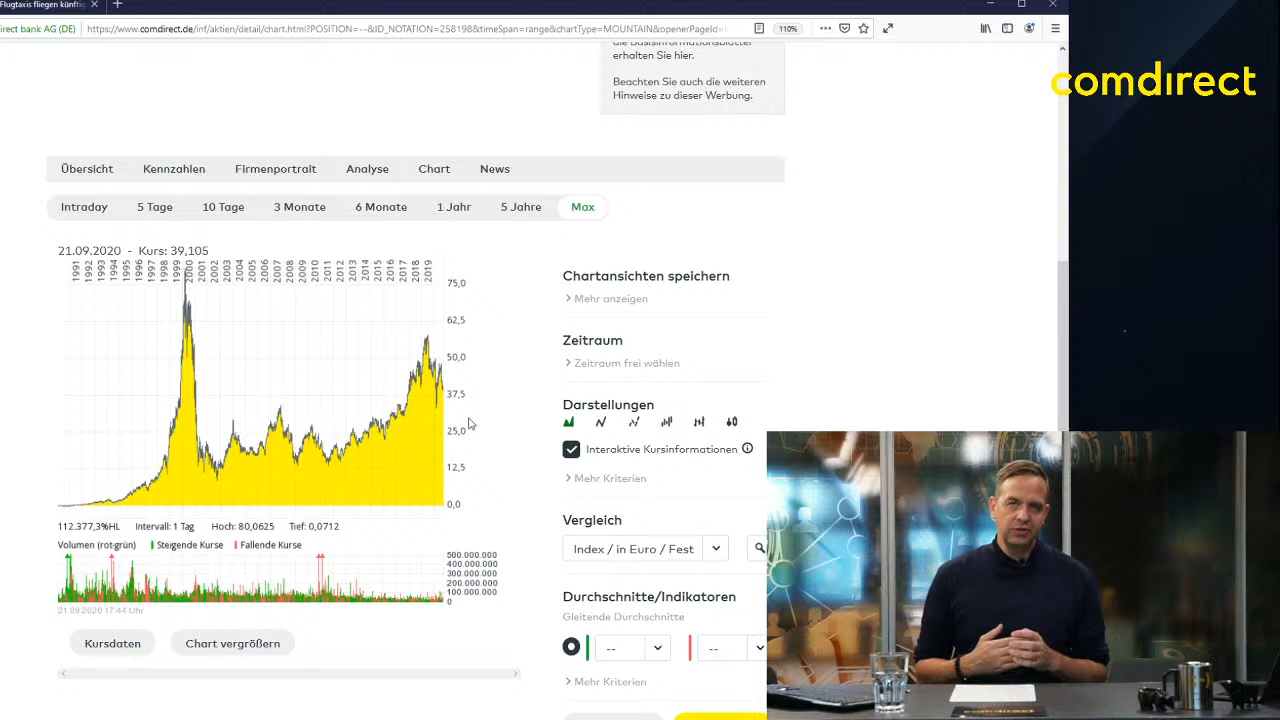 Flugtaxis fliegen künftig
irect bank AG (DE)
https://www.comdirect.de/inf/aktien/detail/chart.html?POSITION=--&ID_NOTATION=258198&timeSpan=range&chartType=MOUNTAIN&openerPageId=
110%
die Basisinformationsblätter
erhalten Sie hier.
Beachten Sie auch die weiteren
Hinweise zu dieser Werbung.
comdirect
Übersicht Kennzahlen Firmenportrait Analyse Chart News
Intraday 5 Tage 10 Tage 3 Monate 6 Monate 1 Jahr 5 Jahre Max
21.09.2020 - Kurs: 39,105
1991 1992 1993 1994 1995 1996 1997 1998 1999 2000 2001 2002 2003 2004 2005 2006 2007 2008 2009 2010 2011 2012 2013 2014 2015 2016 2017 2018 2019
75,0
62,5
50,0
37,5
25,0
12,5
0,0
112.377,3%HL Intervall: 1 Tag Hoch: 80,0625 Tief: 0,0712
Volumen (rot-grün) Steigende Kurse Fallende Kurse
500.000.000
400.000.000
300.000.000
200.000.000
100.000.000
0
21.09.2020 17:44 Uhr
Kursdaten Chart vergrößern
Chartansichten speichern
Mehr anzeigen
Zeitraum
Zeitraum frei wählen
Darstellungen
Interaktive Kursinformationen
Mehr Kriterien
Vergleich
Index / in Euro / Fest
Durchschnitte/Indikatoren
Gleitende Durchschnitte
-- --
Mehr Kriterien
comdirect